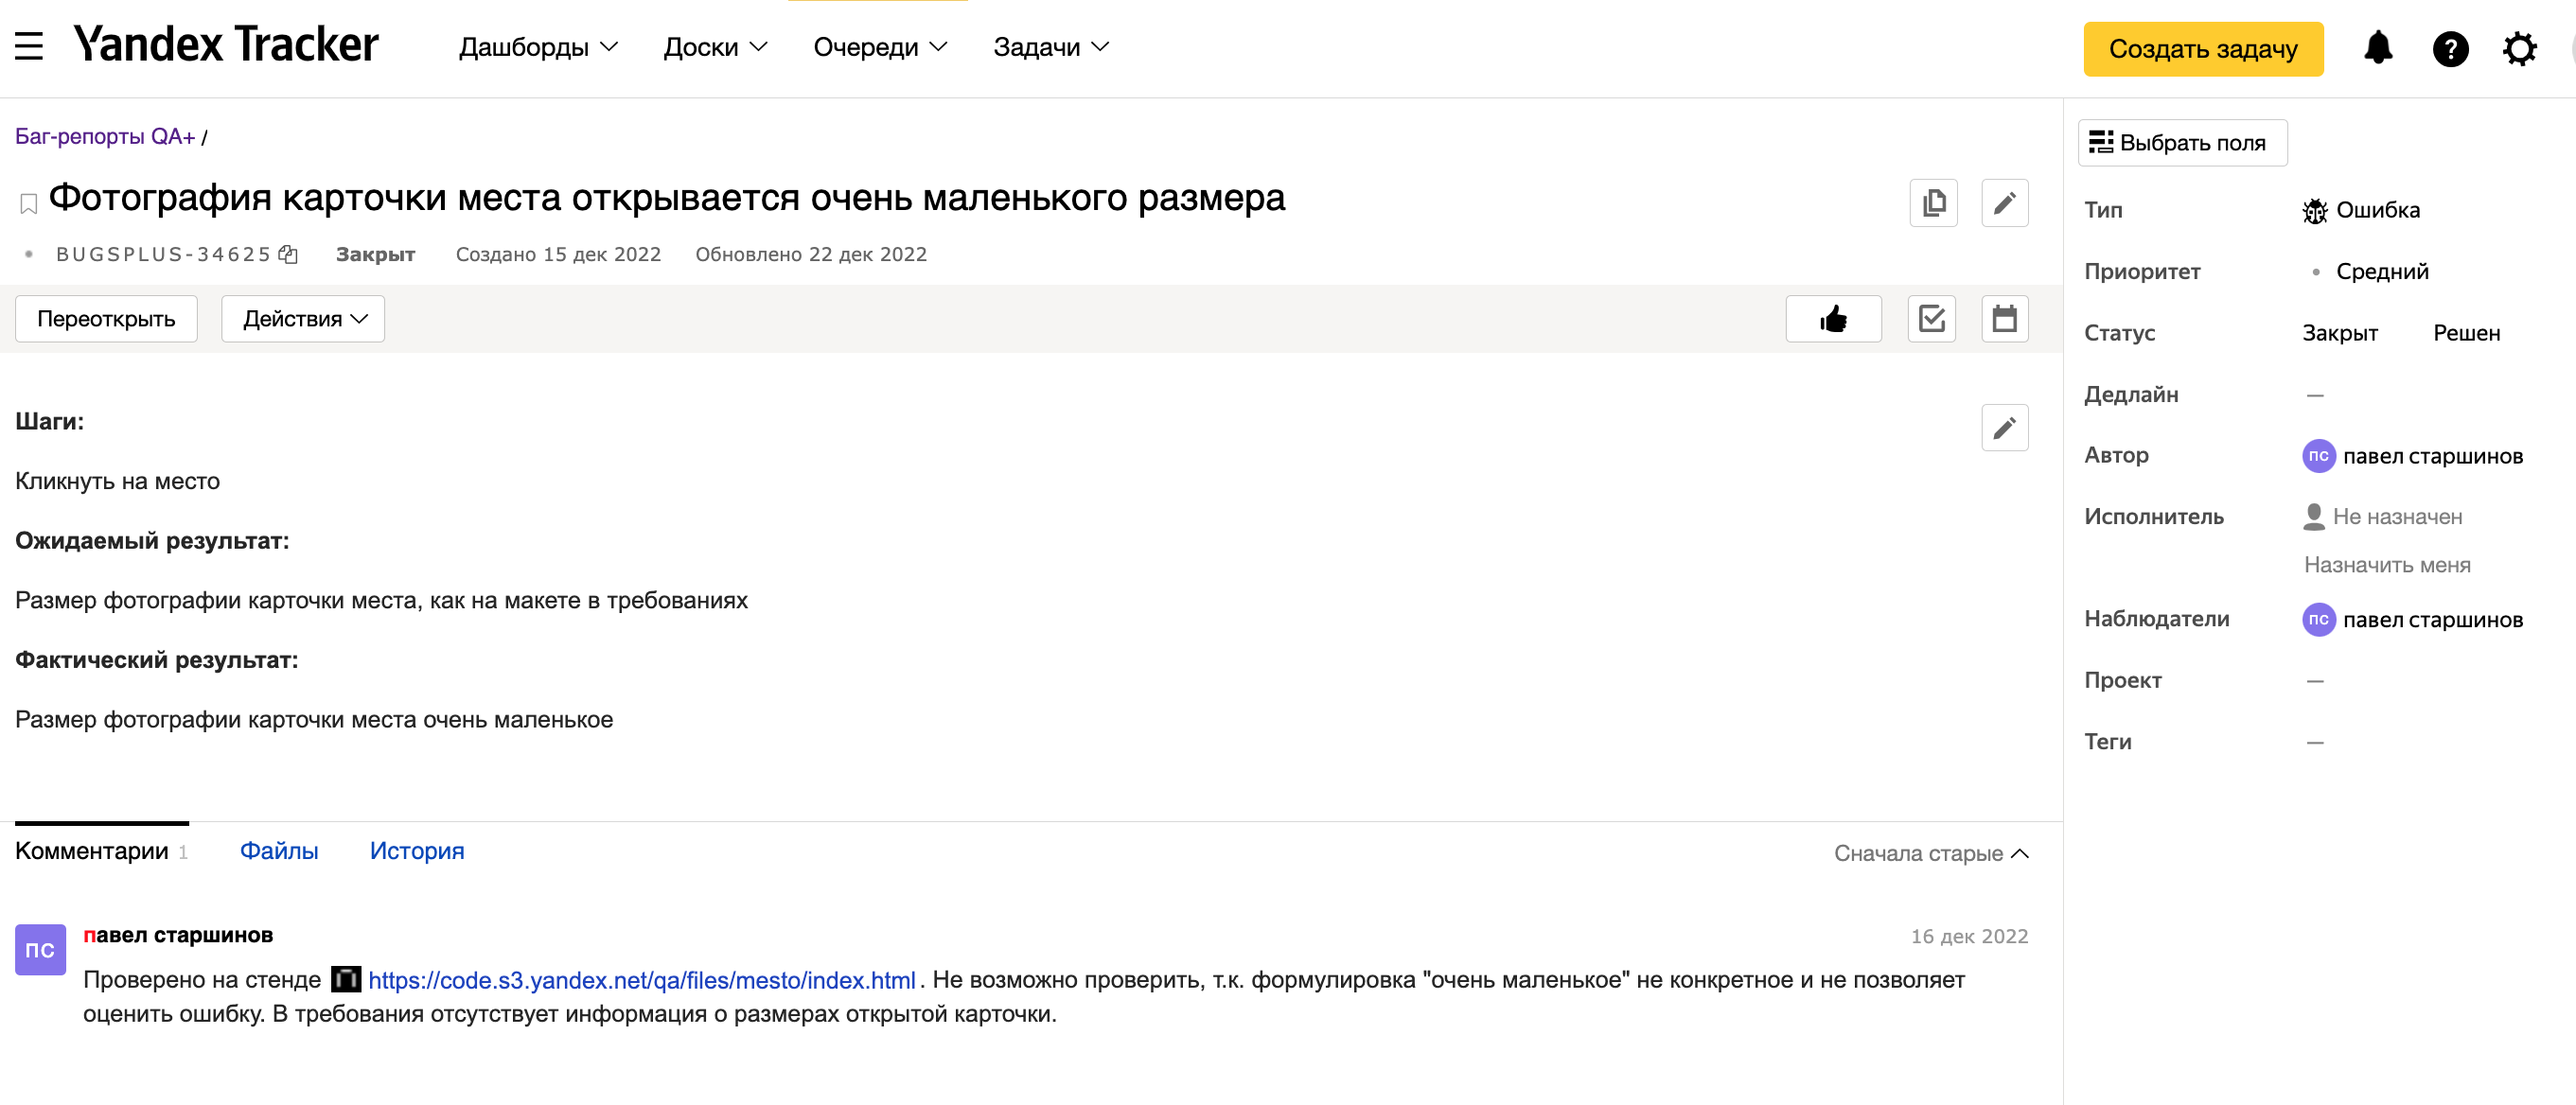 Yandex Tracker
Дашборды
Доски
Очереди
Задачи
Создать задачу
Баг-репорты QA+ /
Фотография карточки места открывается очень маленького размера
BUGSPLUS-34625 Закрыт Создано 15 дек 2022 Обновлено 22 дек 2022
Переоткрыть
Действия
Шаги:
Кликнуть на место
Ожидаемый результат:
Размер фотографии карточки места, как на макете в требованиях
Фактический результат:
Размер фотографии карточки места очень маленькое
Комментарии 1
Файлы
История
Сначала старые
ПС
павел старшинов
16 дек 2022
Проверено на стенде https://code.s3.yandex.net/qa/files/mesto/index.html. Не возможно проверить, т.к. формулировка "очень маленькое" не конкретное и не позволяет
оценить ошибку. В требования отсутствует информация о размерах открытой карточки.
Выбрать поля
Тип Ошибка
Приоритет Средний
Статус Закрыт Решен
Дедлайн —
Автор ПС павел старшинов
Исполнитель Не назначен
Назначить меня
Наблюдатели ПС павел старшинов
Проект —
Теги —